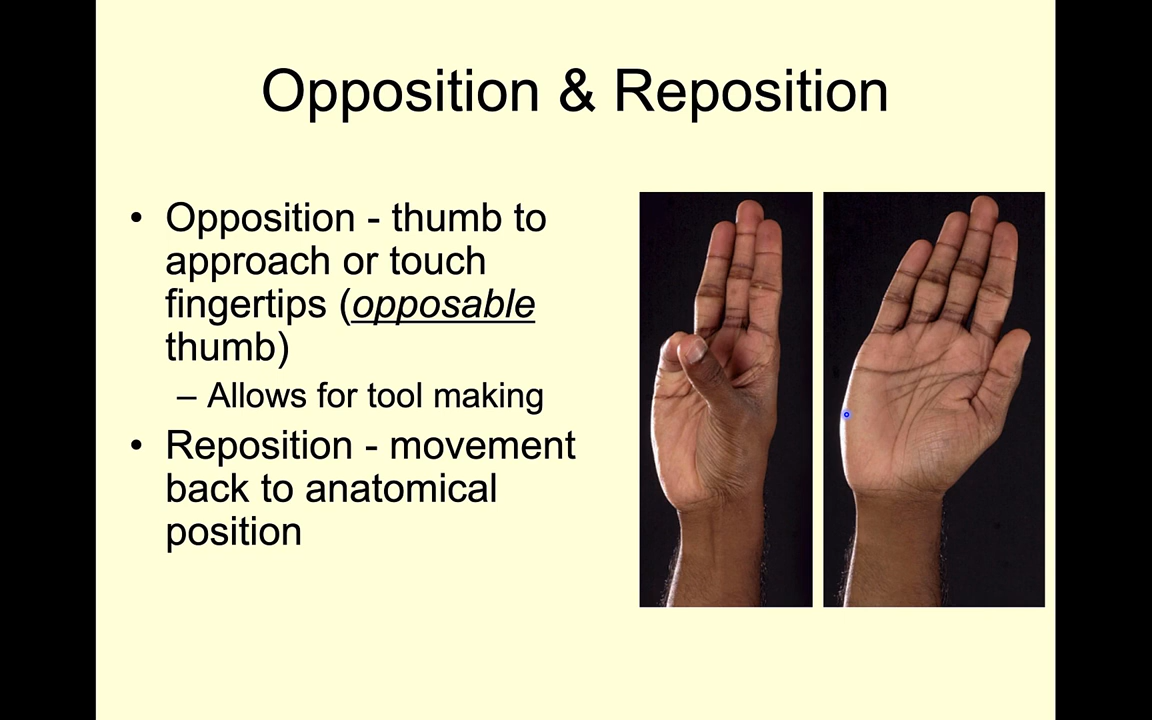 Opposition & Reposition
• Opposition - thumb to
approach or touch
fingertips (opposable
thumb)
– Allows for tool making
• Reposition - movement
back to anatomical
position